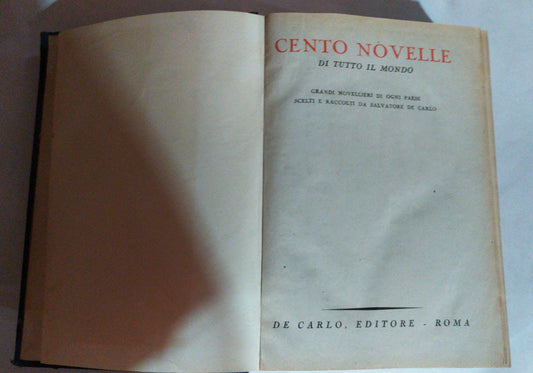 CENTO NOVELLE
DI TUTTO IL MONDO
GRANDI NOVELLIERI DI OGNI PAESE
SCELTI E RACCOLTI DA SALVATORE DE CARLO
DE CARLO, EDITORE - ROMA